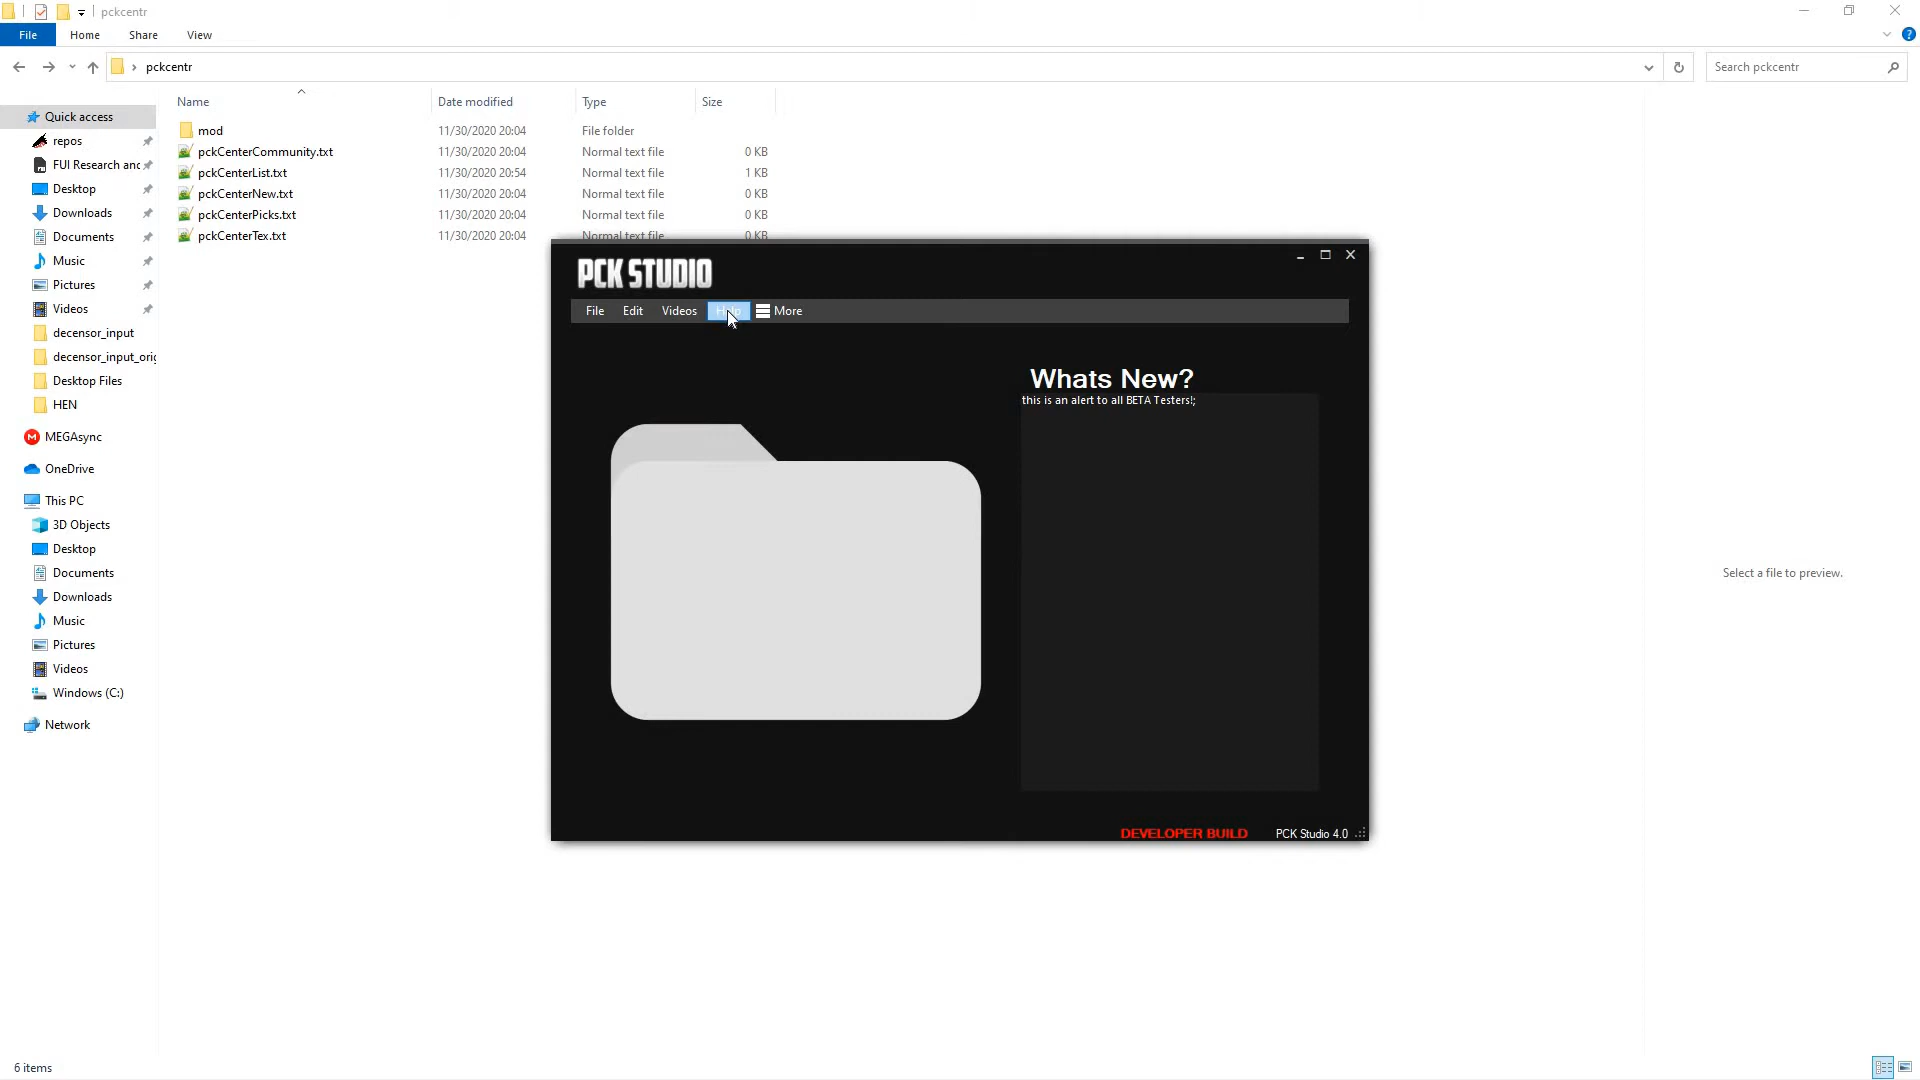 pckcentr
File Home Share View
pckcentr
Search pckcentr
Name Date modified Type Size
mod 11/30/2020 20:04 File folder
pckCenterCommunity.txt 11/30/2020 20:04 Normal text file 0 KB
pckCenterList.txt 11/30/2020 20:54 Normal text file 1 KB
pckCenterNew.txt 11/30/2020 20:04 Normal text file 0 KB
pckCenterPicks.txt 11/30/2020 20:04 Normal text file 0 KB
pckCenterTex.txt 11/30/2020 20:04 Normal text file 0 KB
Quick access
repos
FUI Research anc
Desktop
Downloads
Documents
Music
Pictures
Videos
decensor_input
decensor_input_orig
Desktop Files
HEN
MEGAsync
OneDrive
This PC
3D Objects
Desktop
Documents
Downloads
Music
Pictures
Videos
Windows (C:)
Network
PCK STUDIO
File Edit Videos Help More
Whats New?
this is an alert to all BETA Testers!;
DEVELOPER BUILD PCK Studio 4.0
Select a file to preview.
6 items